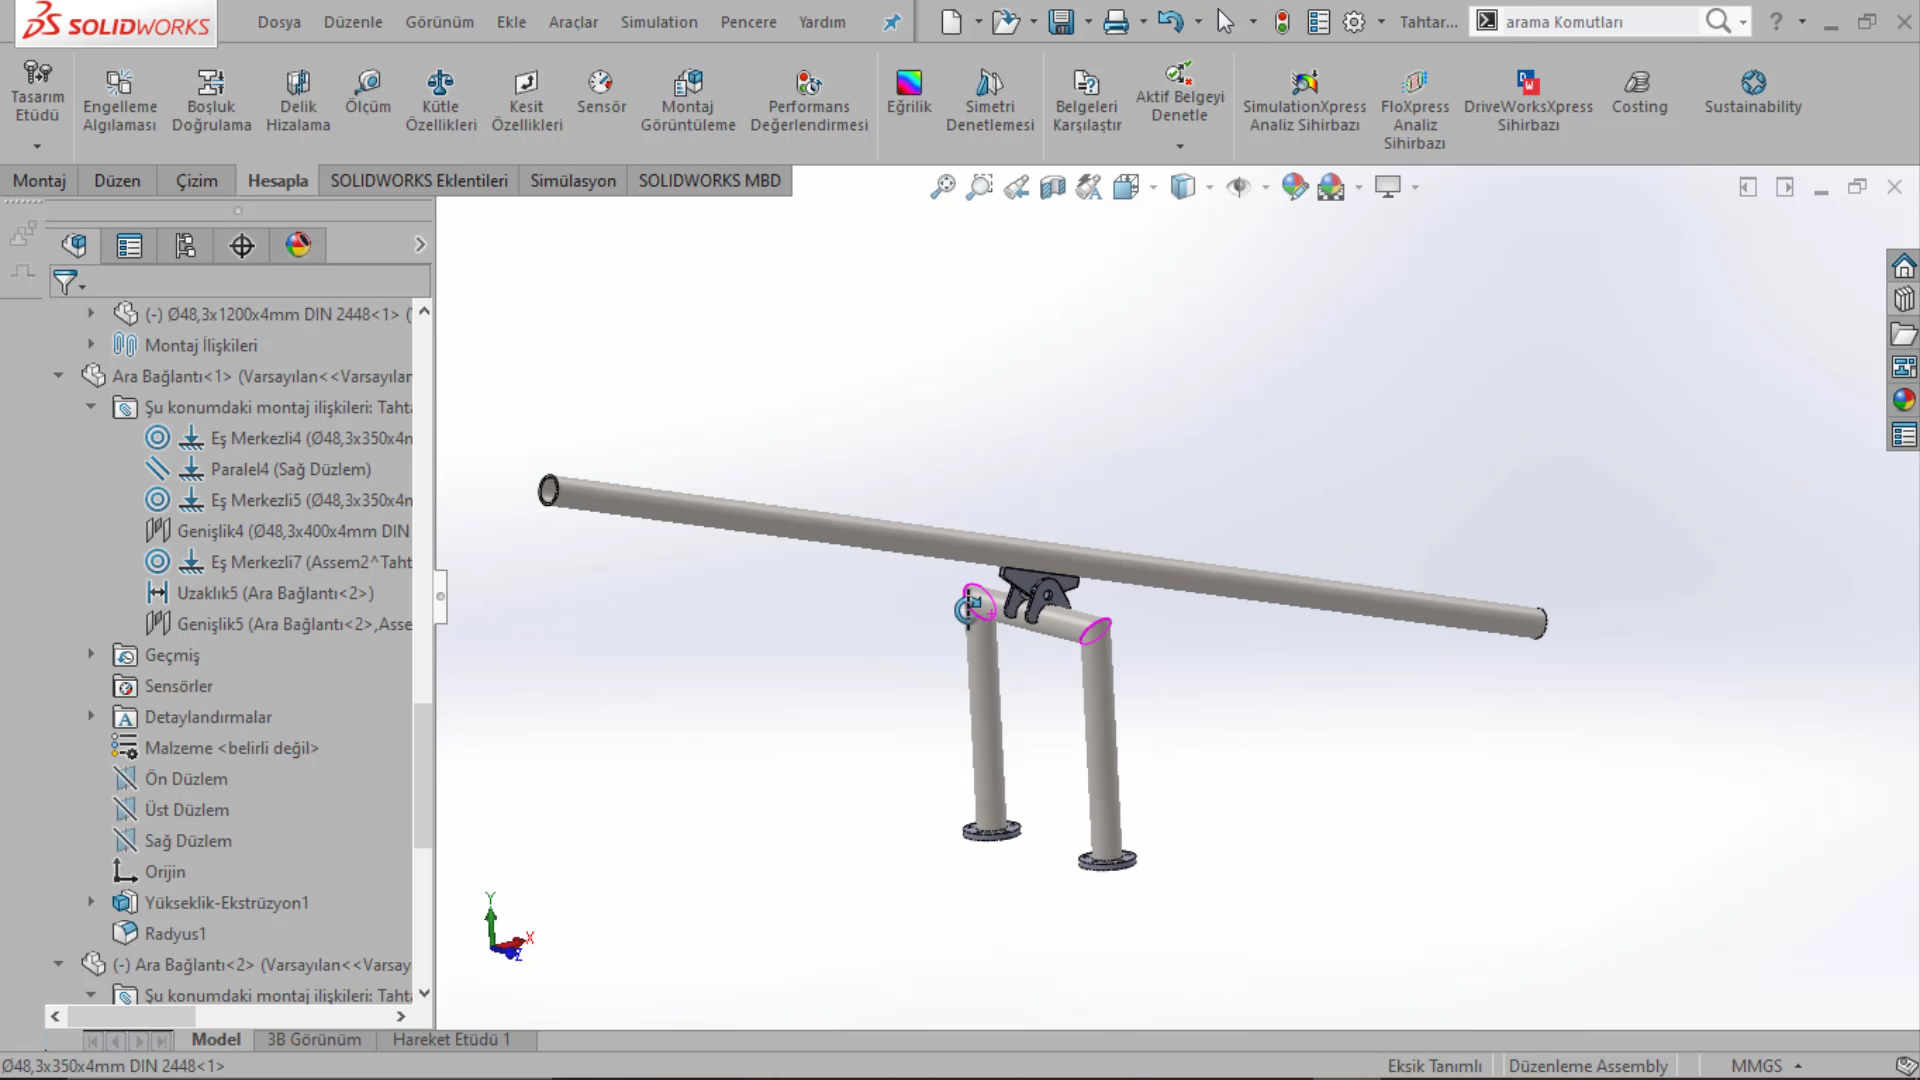 SOLIDWORKS Dosya Düzenle Görünüm Ekle Araçlar Simulation Pencere Yardım Tahtar... arama Komutları ?
Tasarım Etüdü
Engelleme Algılaması
Boşluk Doğrulama
Delik Hizalama
Ölçüm
Kütle Özellikleri
Kesit Özellikleri
Sensör
Montaj Görüntüleme
Performans Değerlendirmesi
Eğrilik
Simetri Denetlemesi
Belgeleri Karşılaştır
Aktif Belgeyi Denetle
SimulationXpress Analiz Sihirbazı
FloXpress Analiz Sihirbazı
DriveWorksXpress Sihirbazı
Costing
Sustainability
Montaj Düzen Çizim Hesapla SOLIDWORKS Eklentileri Simülasyon SOLIDWORKS MBD
(-) Ø48,3x1200x4mm DIN 2448<1> (
Montaj İlişkileri
Ara Bağlantı<1> (Varsayılan<<Varsayılar
Şu konumdaki montaj ilişkileri: Tahta
Eş Merkezli4 (Ø48,3x350x4m
Paralel4 (Sağ Düzlem)
Eş Merkezli5 (Ø48,3x350x4m
Genişlik4 (Ø48,3x400x4mm DIN
Eş Merkezli7 (Assem2^Taht
Uzaklık5 (Ara Bağlantı<2>)
Genişlik5 (Ara Bağlantı<2>,Asse
Geçmiş
Sensörler
Detaylandırmalar
Malzeme <belirli değil>
Ön Düzlem
Üst Düzlem
Sağ Düzlem
Orijin
Yükseklik-Ekstrüzyon1
Radyus1
(-) Ara Bağlantı<2> (Varsayılan<<Varsay
Şu konumdaki montaj ilişkileri: Tahta
Y
X
Z
Model 3B Görünüm Hareket Etüdü 1
Ø48,3x350x4mm DIN 2448<1> Eksik Tanımlı Düzenleme Assembly MMGS